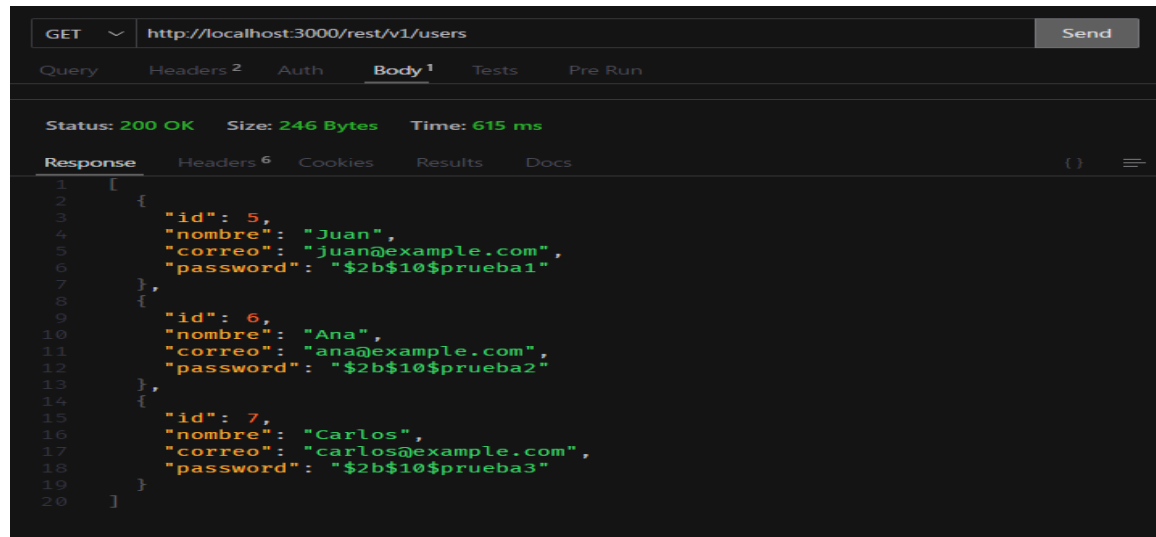 GET http://localhost:3000/rest/v1/users Send
Query Headers 2 Auth Body 1 Tests Pre Run
Status: 200 OK Size: 246 Bytes Time: 615 ms
Response Headers 6 Cookies Results Docs { }
1 [
2 {
3 "id": 5,
4 "nombre": "Juan",
5 "correo": "juan@example.com",
6 "password": "$2b$10$prueba1"
7 },
8 {
9 "id": 6,
10 "nombre": "Ana",
11 "correo": "ana@example.com",
12 "password": "$2b$10$prueba2"
13 },
14 {
15 "id": 7,
16 "nombre": "Carlos",
17 "correo": "carlos@example.com",
18 "password": "$2b$10$prueba3"
19 }
20 ]